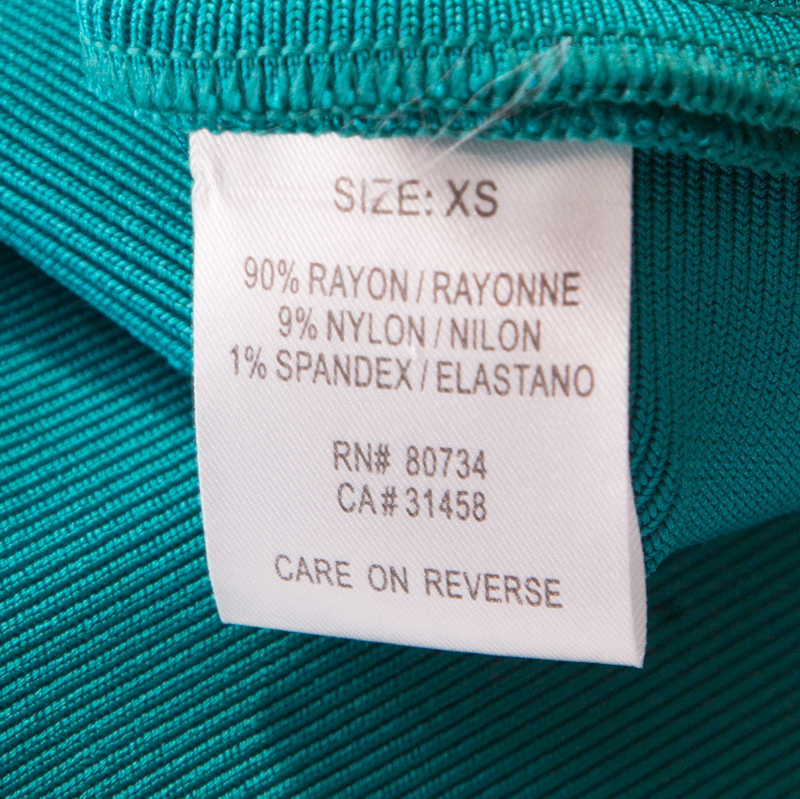 SIZE: XS
90% RAYON / RAYONNE
9% NYLON / NILON
1% SPANDEX / ELASTANO
RN# 80734
CA# 31458
CARE ON REVERSE